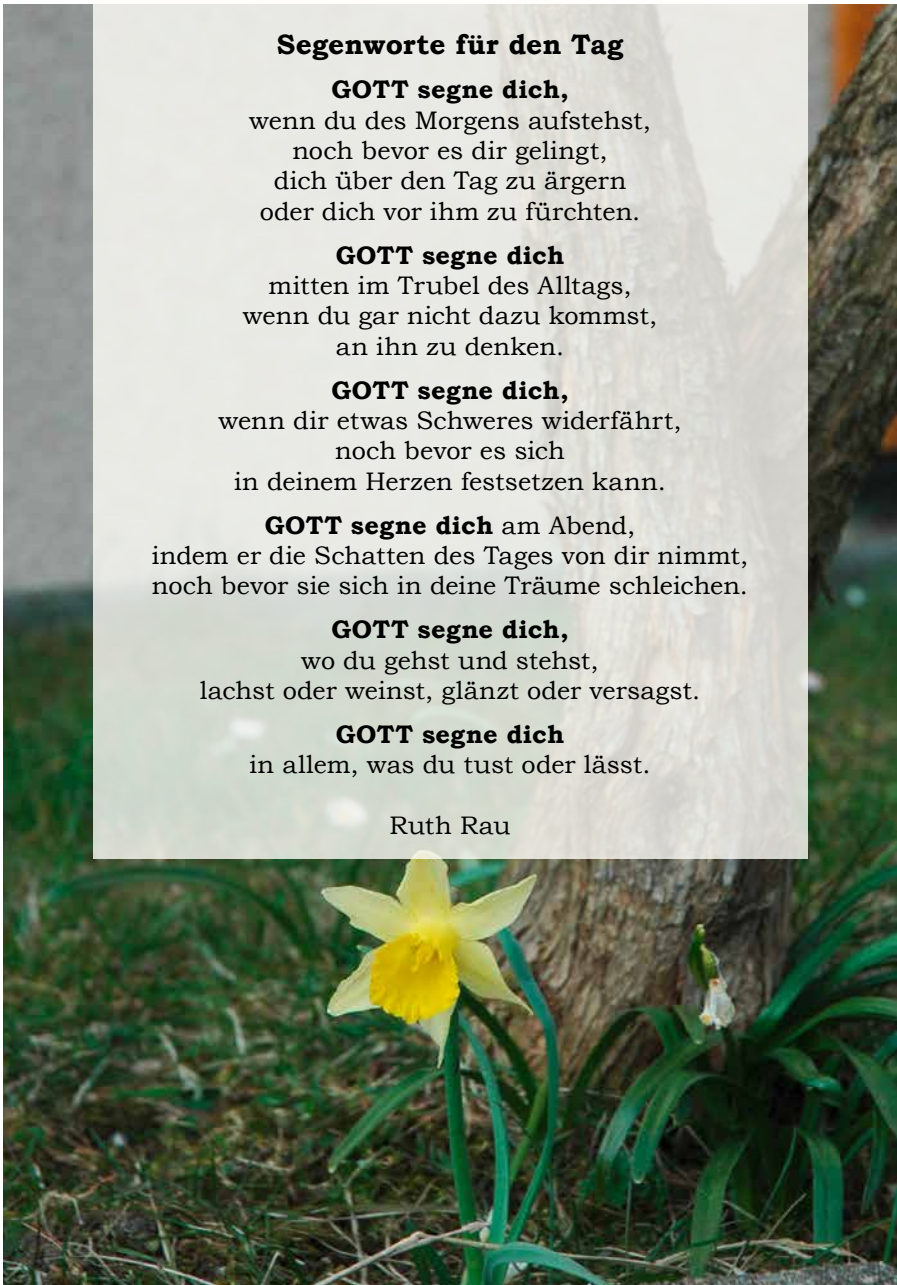 Segenworte für den Tag
GOTT segne dich,
wenn du des Morgens aufstehst,
noch bevor es dir gelingt,
dich über den Tag zu ärgern
oder dich vor ihm zu fürchten.
GOTT segne dich
mitten im Trubel des Alltags,
wenn du gar nicht dazu kommst,
an ihn zu denken.
GOTT segne dich,
wenn dir etwas Schweres widerfährt,
noch bevor es sich
in deinem Herzen festsetzen kann.
GOTT segne dich am Abend,
indem er die Schatten des Tages von dir nimmt,
noch bevor sie sich in deine Träume schleichen.
GOTT segne dich,
wo du gehst und stehst,
lachst oder weinst, glänzt oder versagst.
GOTT segne dich
in allem, was du tust oder lässt.
Ruth Rau